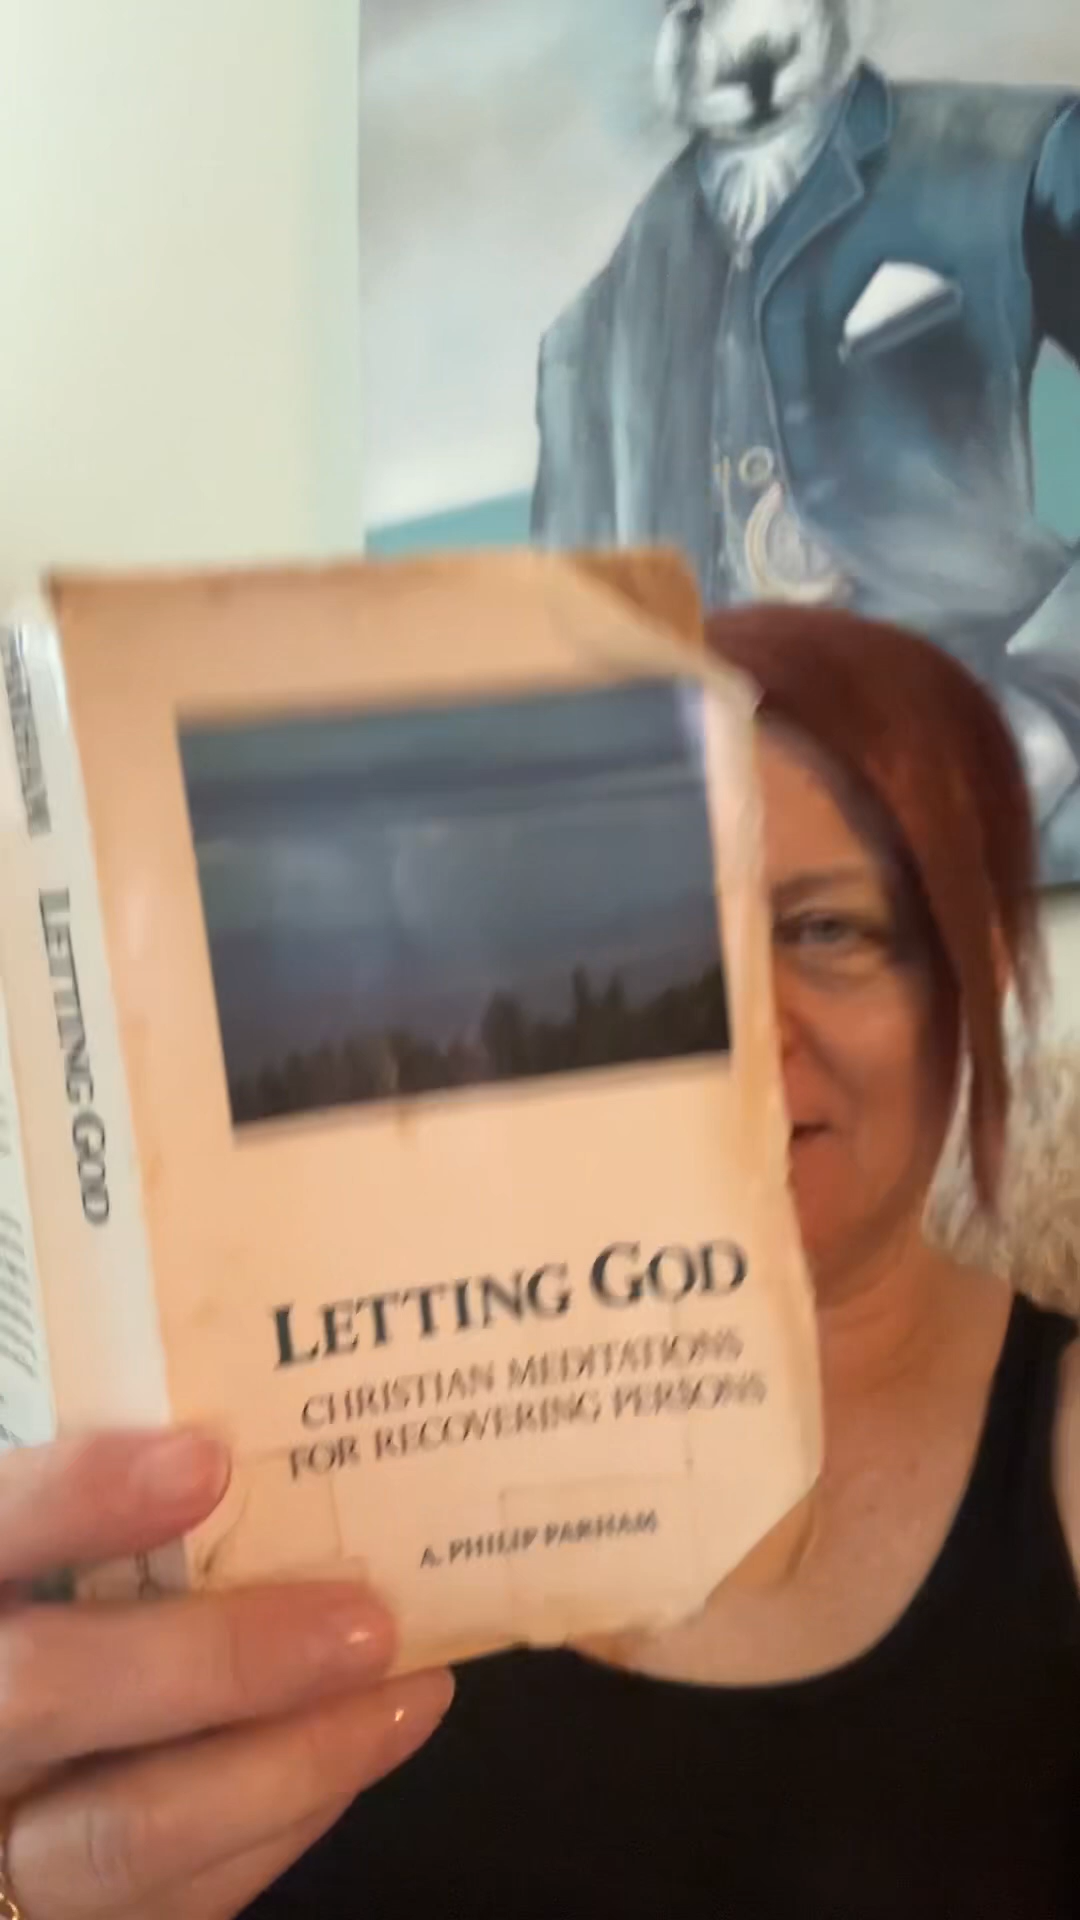 LETTING GOD
CHRISTIAN MEDITATIONS
FOR RECOVERING PERSONS
A. PHILIP PARHAM
LETTING GOD